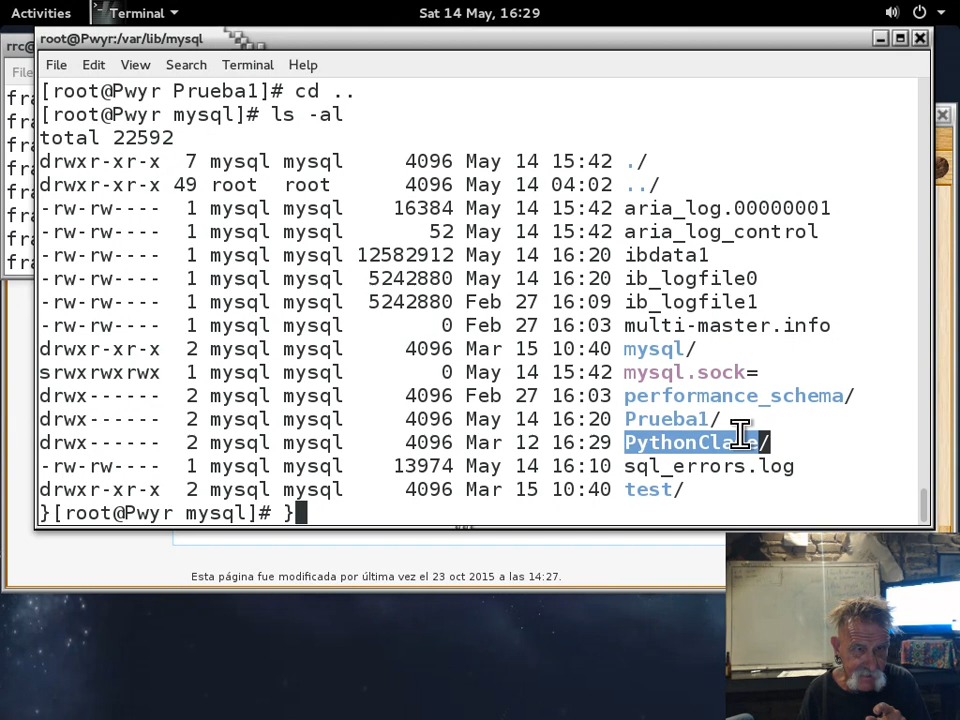 Activities Terminal Sat 14 May, 16:29
rrc@ root@Pwyr:/var/lib/mysql
File Edit View Search Terminal Help
File
[root@Pwyr Prueba1]# cd ..
[root@Pwyr mysql]# ls -al
total 22592
drwxr-xr-x 7 mysql mysql 4096 May 14 15:42 ./
drwxr-xr-x 49 root root 4096 May 14 04:02 ../
-rw-rw---- 1 mysql mysql 16384 May 14 15:42 aria_log.00000001
-rw-rw---- 1 mysql mysql 52 May 14 15:42 aria_log_control
-rw-rw---- 1 mysql mysql 12582912 May 14 16:20 ibdata1
-rw-rw---- 1 mysql mysql 5242880 May 14 16:20 ib_logfile0
-rw-rw---- 1 mysql mysql 5242880 Feb 27 16:09 ib_logfile1
-rw-rw---- 1 mysql mysql 0 Feb 27 16:03 multi-master.info
drwxr-xr-x 2 mysql mysql 4096 Mar 15 10:40 mysql/
srwxrwxrwx 1 mysql mysql 0 May 14 15:42 mysql.sock=
drwx------ 2 mysql mysql 4096 Feb 27 16:03 performance_schema/
drwx------ 2 mysql mysql 4096 May 14 16:20 Prueba1/
drwx------ 2 mysql mysql 4096 Mar 12 16:29 PythonClase/
-rw-rw---- 1 mysql mysql 13974 May 14 16:10 sql_errors.log
drwxr-xr-x 2 mysql mysql 4096 Mar 15 10:40 test/
}[root@Pwyr mysql]# }
Esta página fue modificada por última vez el 23 oct 2015 a las 14:27.